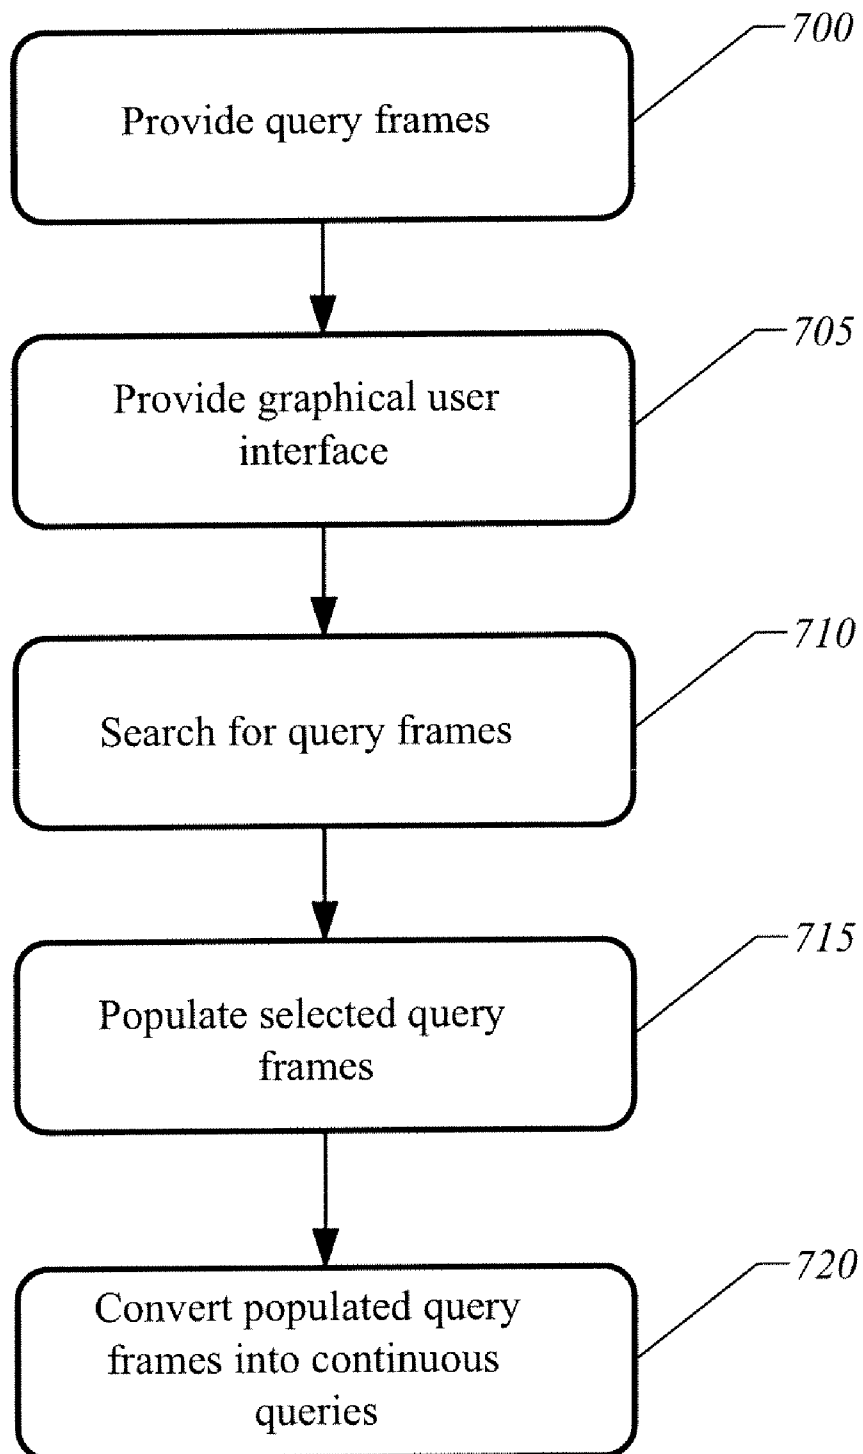 700
Provide query frames
705
Provide graphical user
interface
710
Search for query frames
715
Populate selected query
frames
720
Convert populated query
frames into continuous
queries